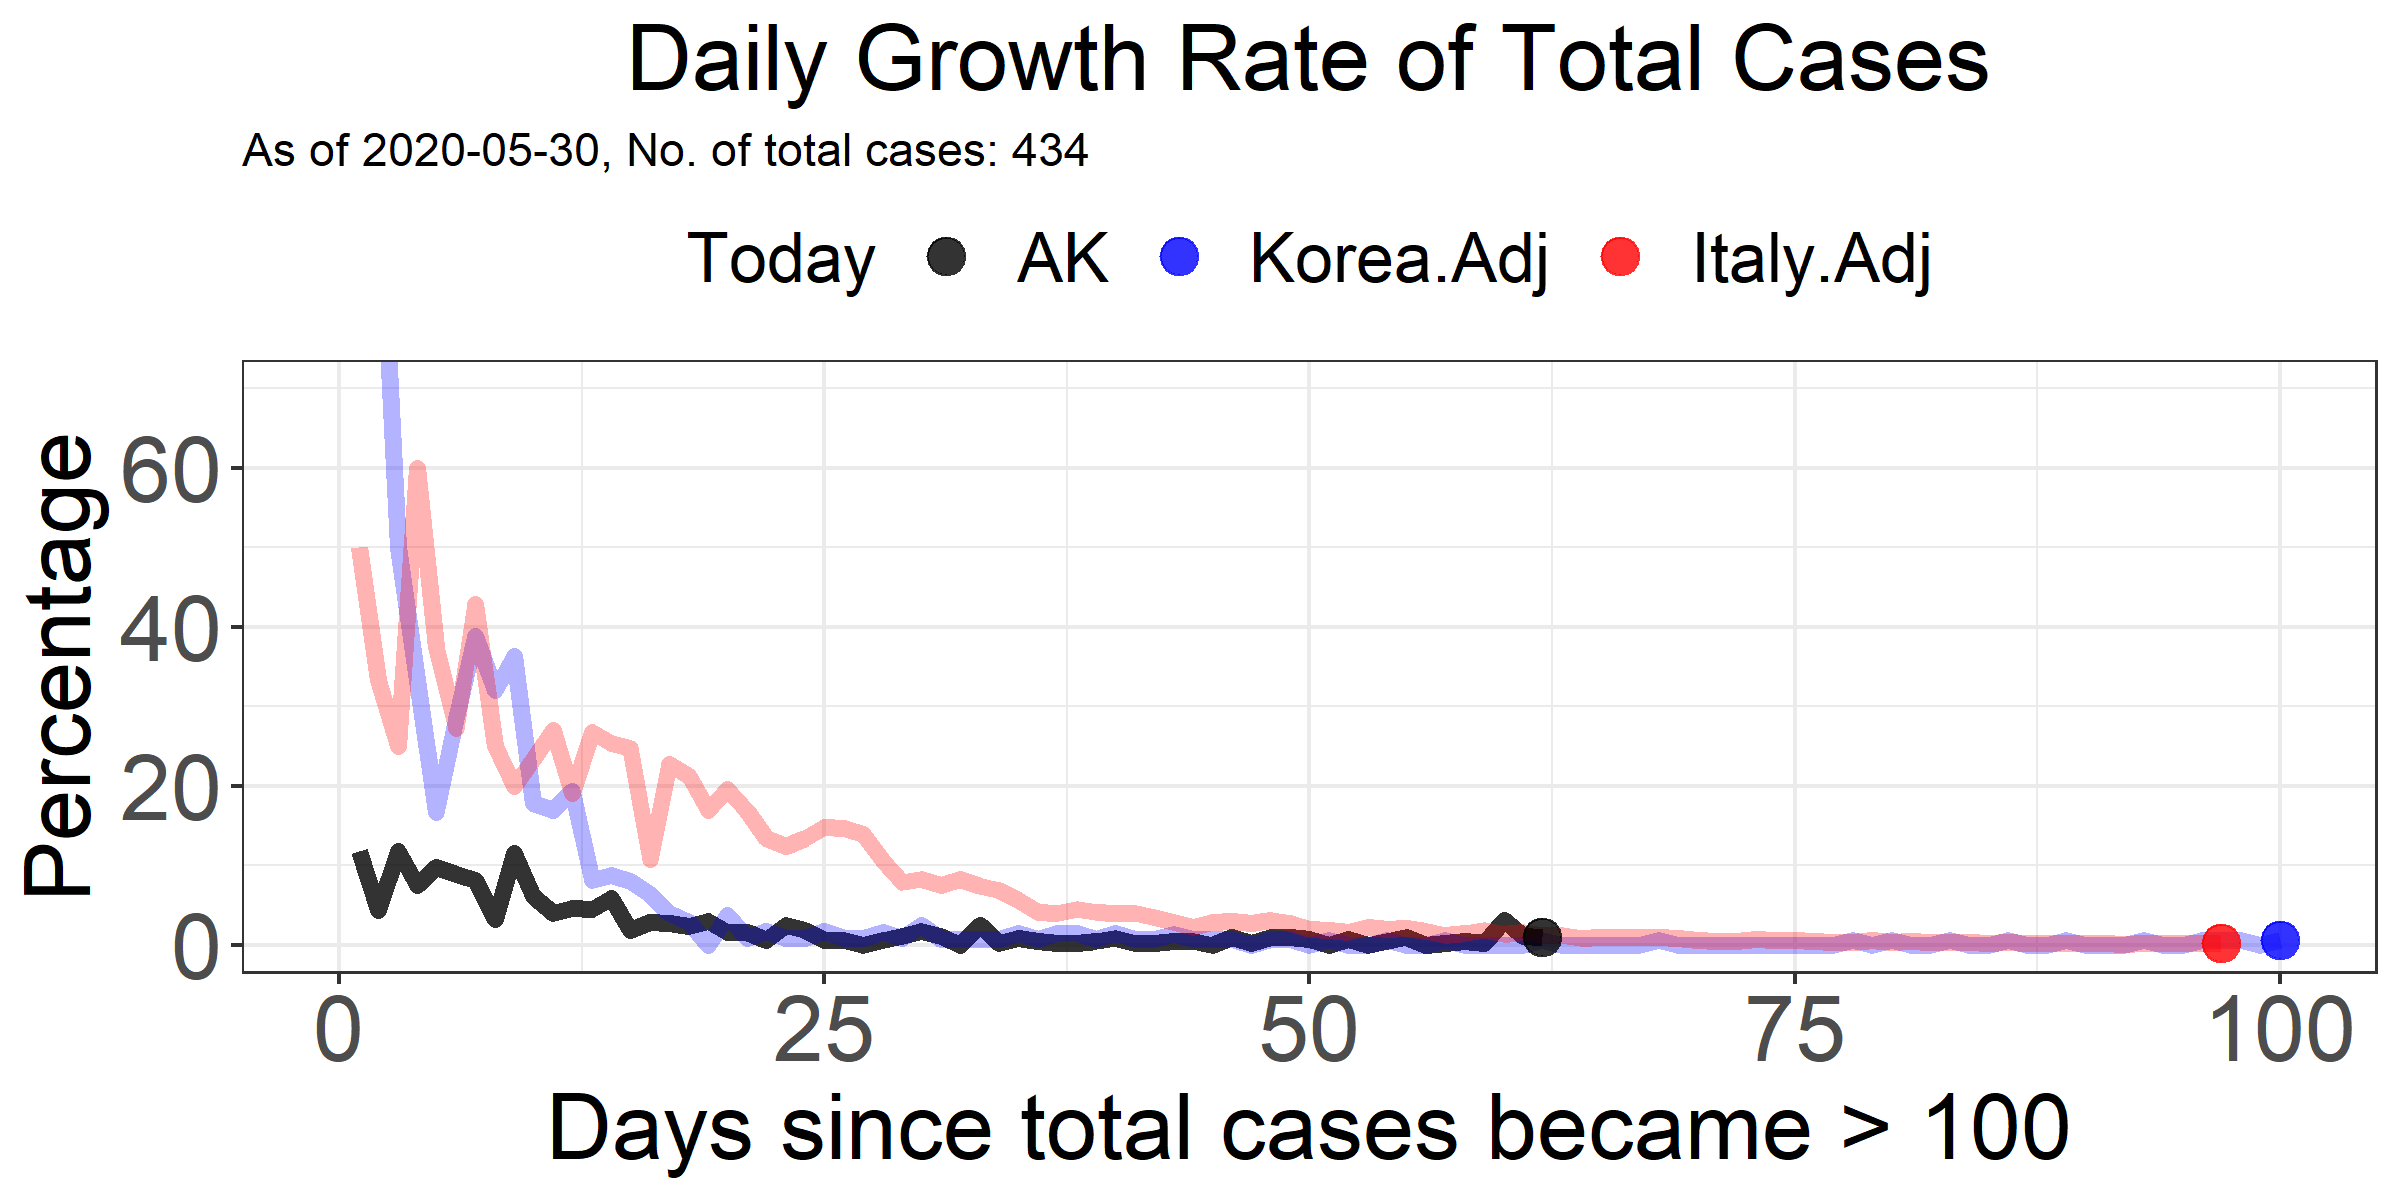 Daily Growth Rate of Total Cases
As of 2020-05-30, No. of total cases: 434
Today AK Korea.Adj Italy.Adj
Percentage
60
40
20
0
0 25 50 75 100
Days since total cases became > 100